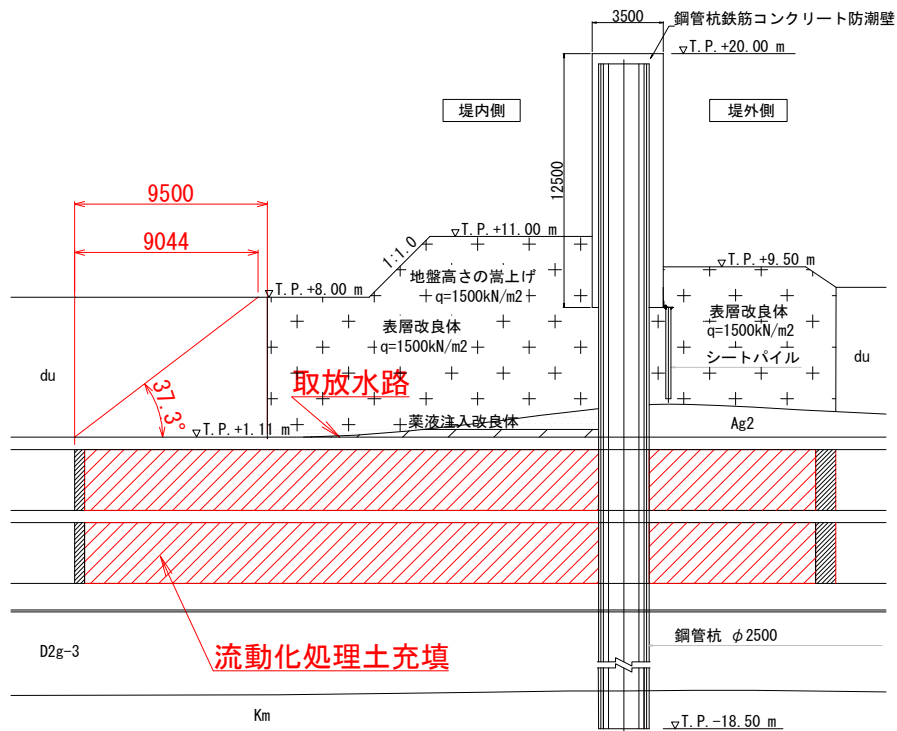 3500
鋼管杭鉄筋コンクリート防潮壁
▽T.P.+20.00 m
堤内側
堤外側
12500
9500
9044
1:1.0
▽T.P.+11.00 m
▽T.P.+9.50 m
地盤高さの嵩上げ
q=1500kN/m2
▽T.P.+8.00 m
表層改良体
q=1500kN/m2
表層改良体
q=1500kN/m2
シートパイル
du
du
37.3°
取放水路
薬液注入改良体
Ag2
▽T.P.+1.11 m
鋼管杭 φ2500
D2g-3
流動化処理土充填
Km
▽T.P.-18.50 m